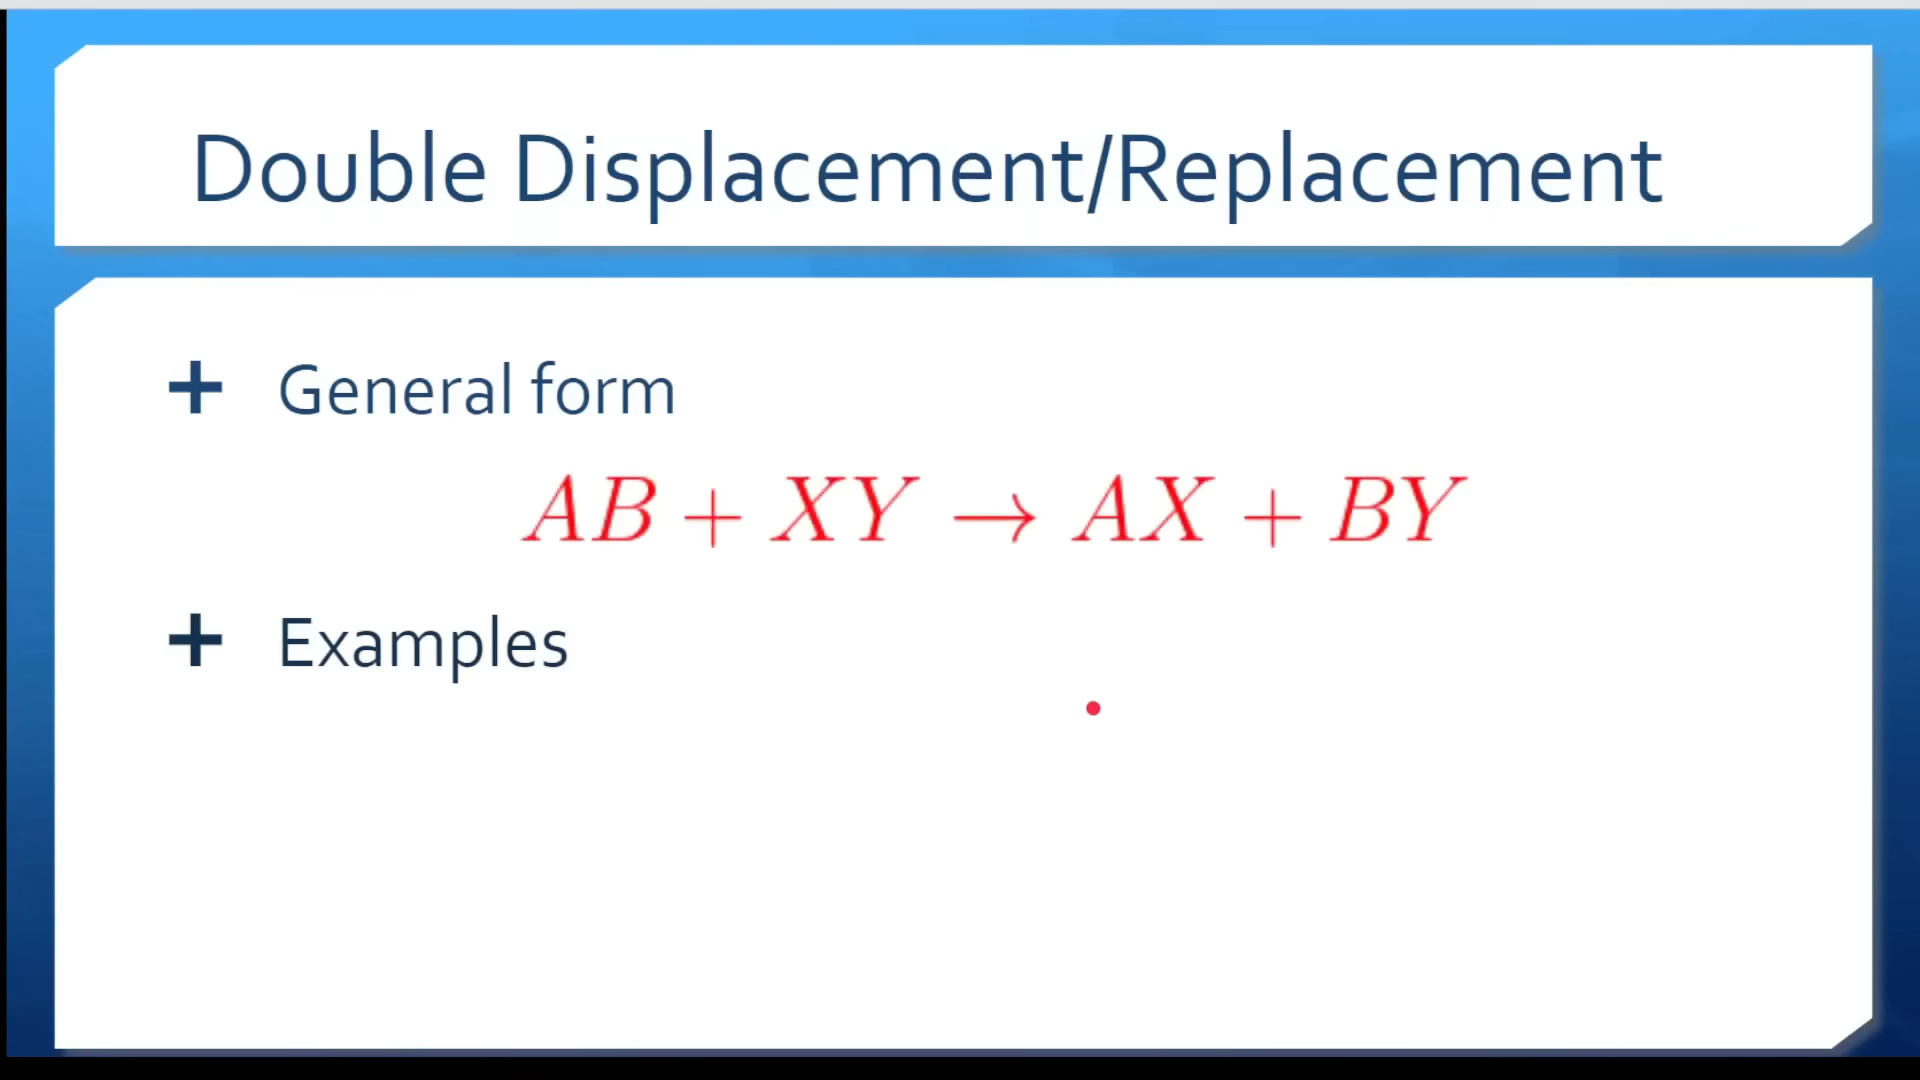 Double Displacement/Replacement
+ General form
AB + XY → AX + BY
+ Examples